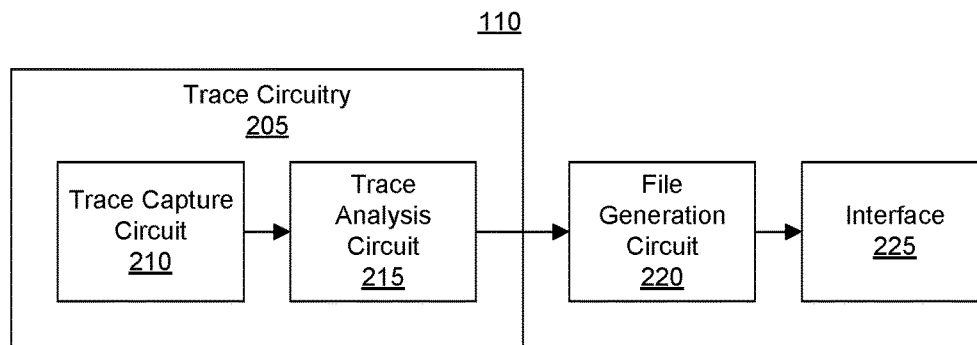 110
Trace Circuitry
205
Trace Capture
Circuit
210
Trace
Analysis
Circuit
215
File
Generation
Circuit
220
Interface
225